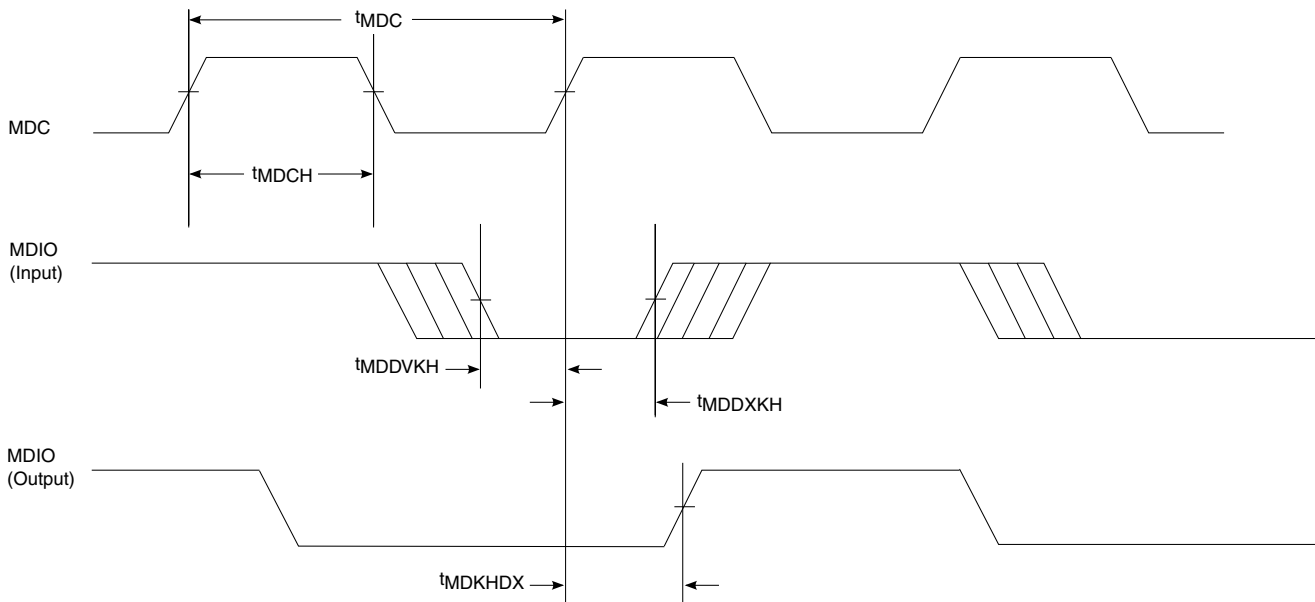 tMDC
MDC
tMDCH
MDIO
(Input)
tMDDVKH
tMDDXKH
MDIO
(Output)
tMDKHDX